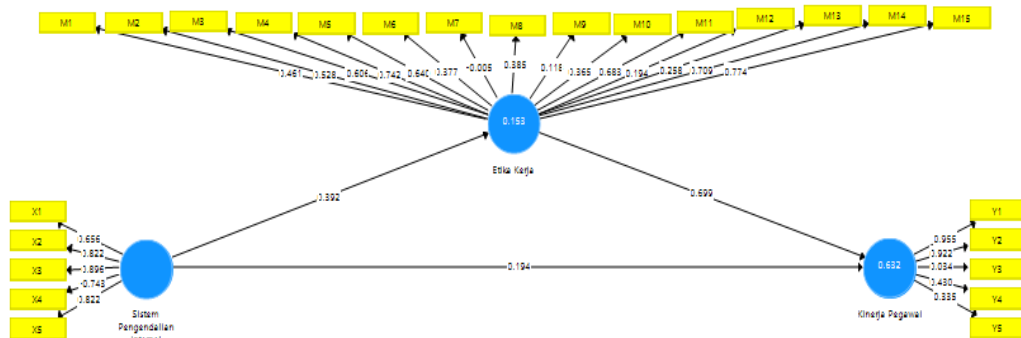 M1 M2 M3 M4 M5 M6 M7 M8 M9 M10 M11 M12 M13 M14 M15
0.461 0.528 0.606 0.742 0.640 0.377 -0.005 0.385 0.118 0.365 0.683 0.194 0.258 0.709 0.774
0.153
Etika Kerja
0.392
0.699
X1
0.656
X2
0.822
X3
0.896
X4
-0.743
X5
0.822
Sistem
Pengendalian
0.194
0.632
Kinerja Pegawai
Y1
0.955
Y2
0.922
Y3
0.034
Y4
0.430
Y5
0.335